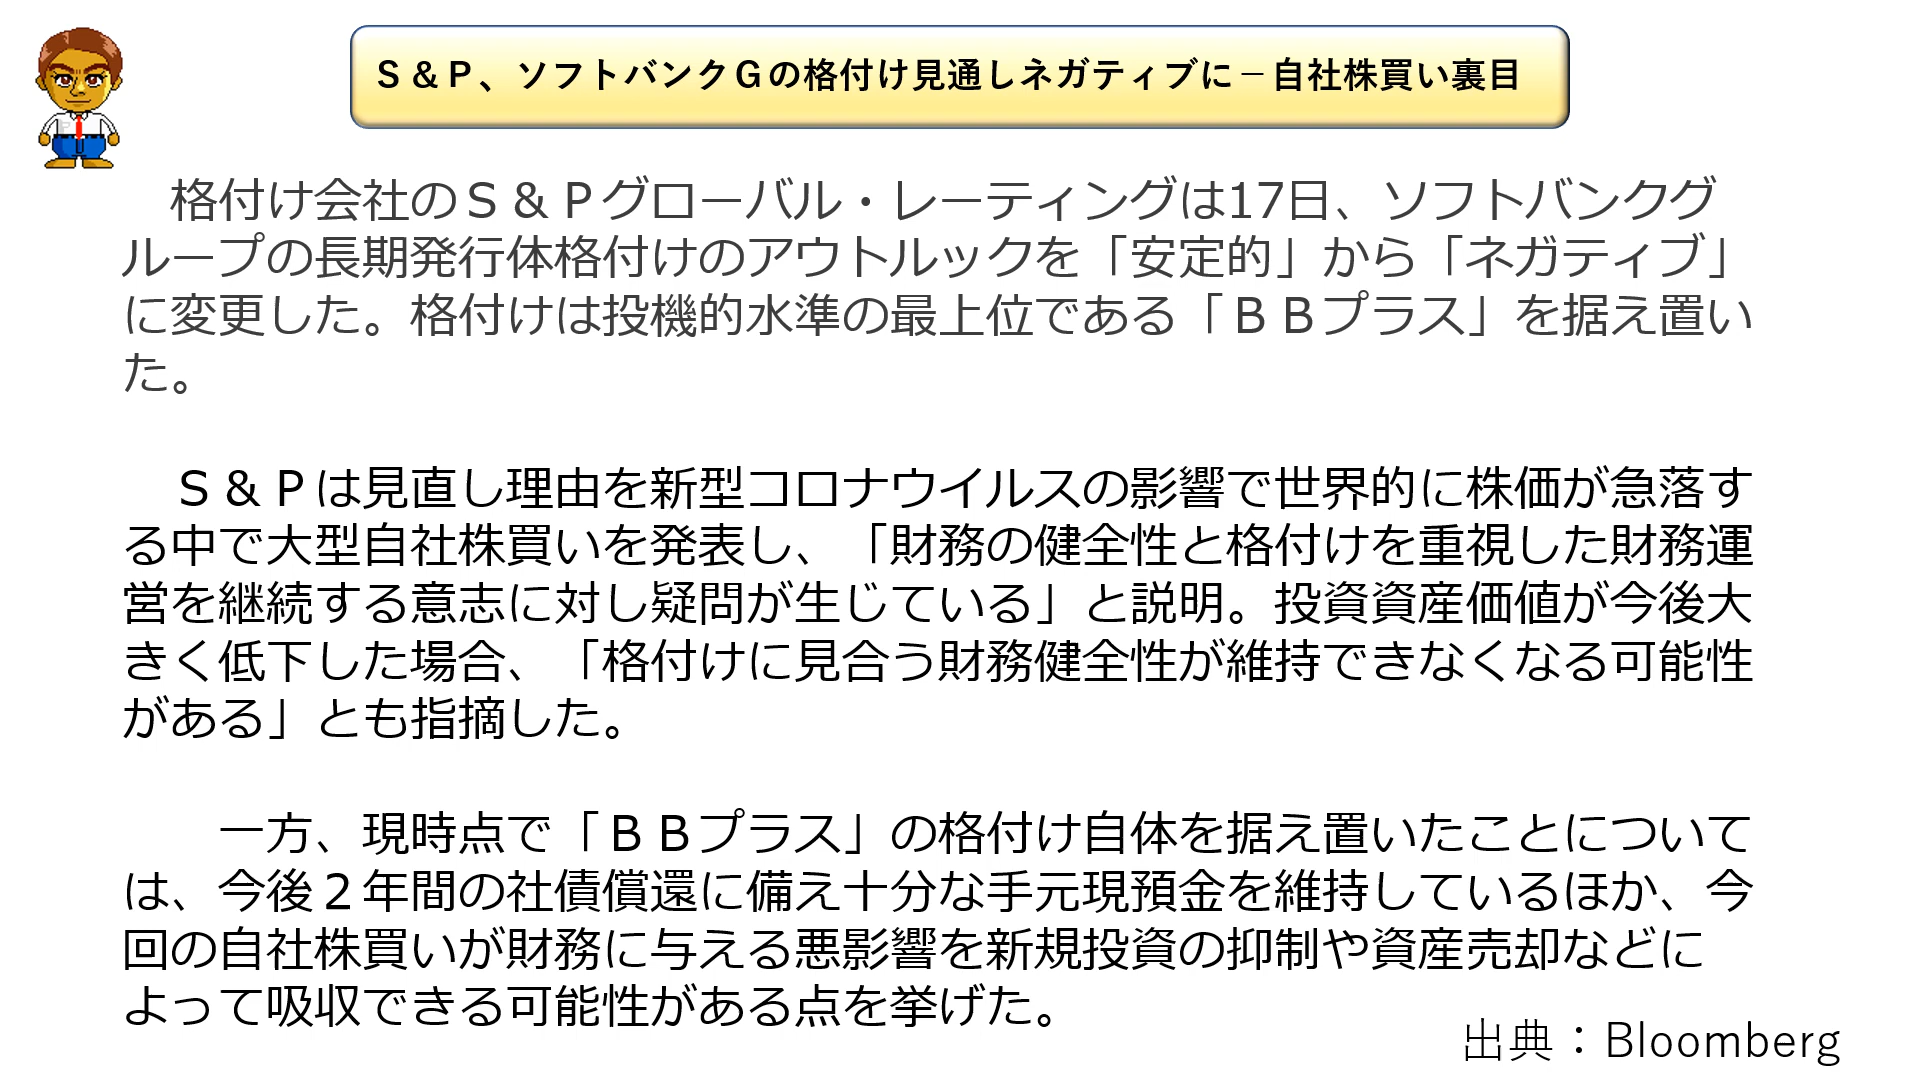 Ｓ＆Ｐ、ソフトバンクＧの格付け見通しネガティブに－自社株買い裏目
格付け会社のＳ＆Ｐグローバル・レーティングは17日、ソフトバンクグ
ループの長期発行体格付けのアウトルックを「安定的」から「ネガティブ」
に変更した。格付けは投機的水準の最上位である「ＢＢプラス」を据え置い
た。
Ｓ＆Ｐは見直し理由を新型コロナウイルスの影響で世界的に株価が急落す
る中で大型自社株買いを発表し、「財務の健全性と格付けを重視した財務運
営を継続する意志に対し疑問が生じている」と説明。投資資産価値が今後大
きく低下した場合、「格付けに見合う財務健全性が維持できなくなる可能性
がある」とも指摘した。
一方、現時点で「ＢＢプラス」の格付け自体を据え置いたことについて
は、今後２年間の社債償還に備え十分な手元現預金を維持しているほか、今
回の自社株買いが財務に与える悪影響を新規投資の抑制や資産売却などに
よって吸収できる可能性がある点を挙げた。
出典：Bloomberg